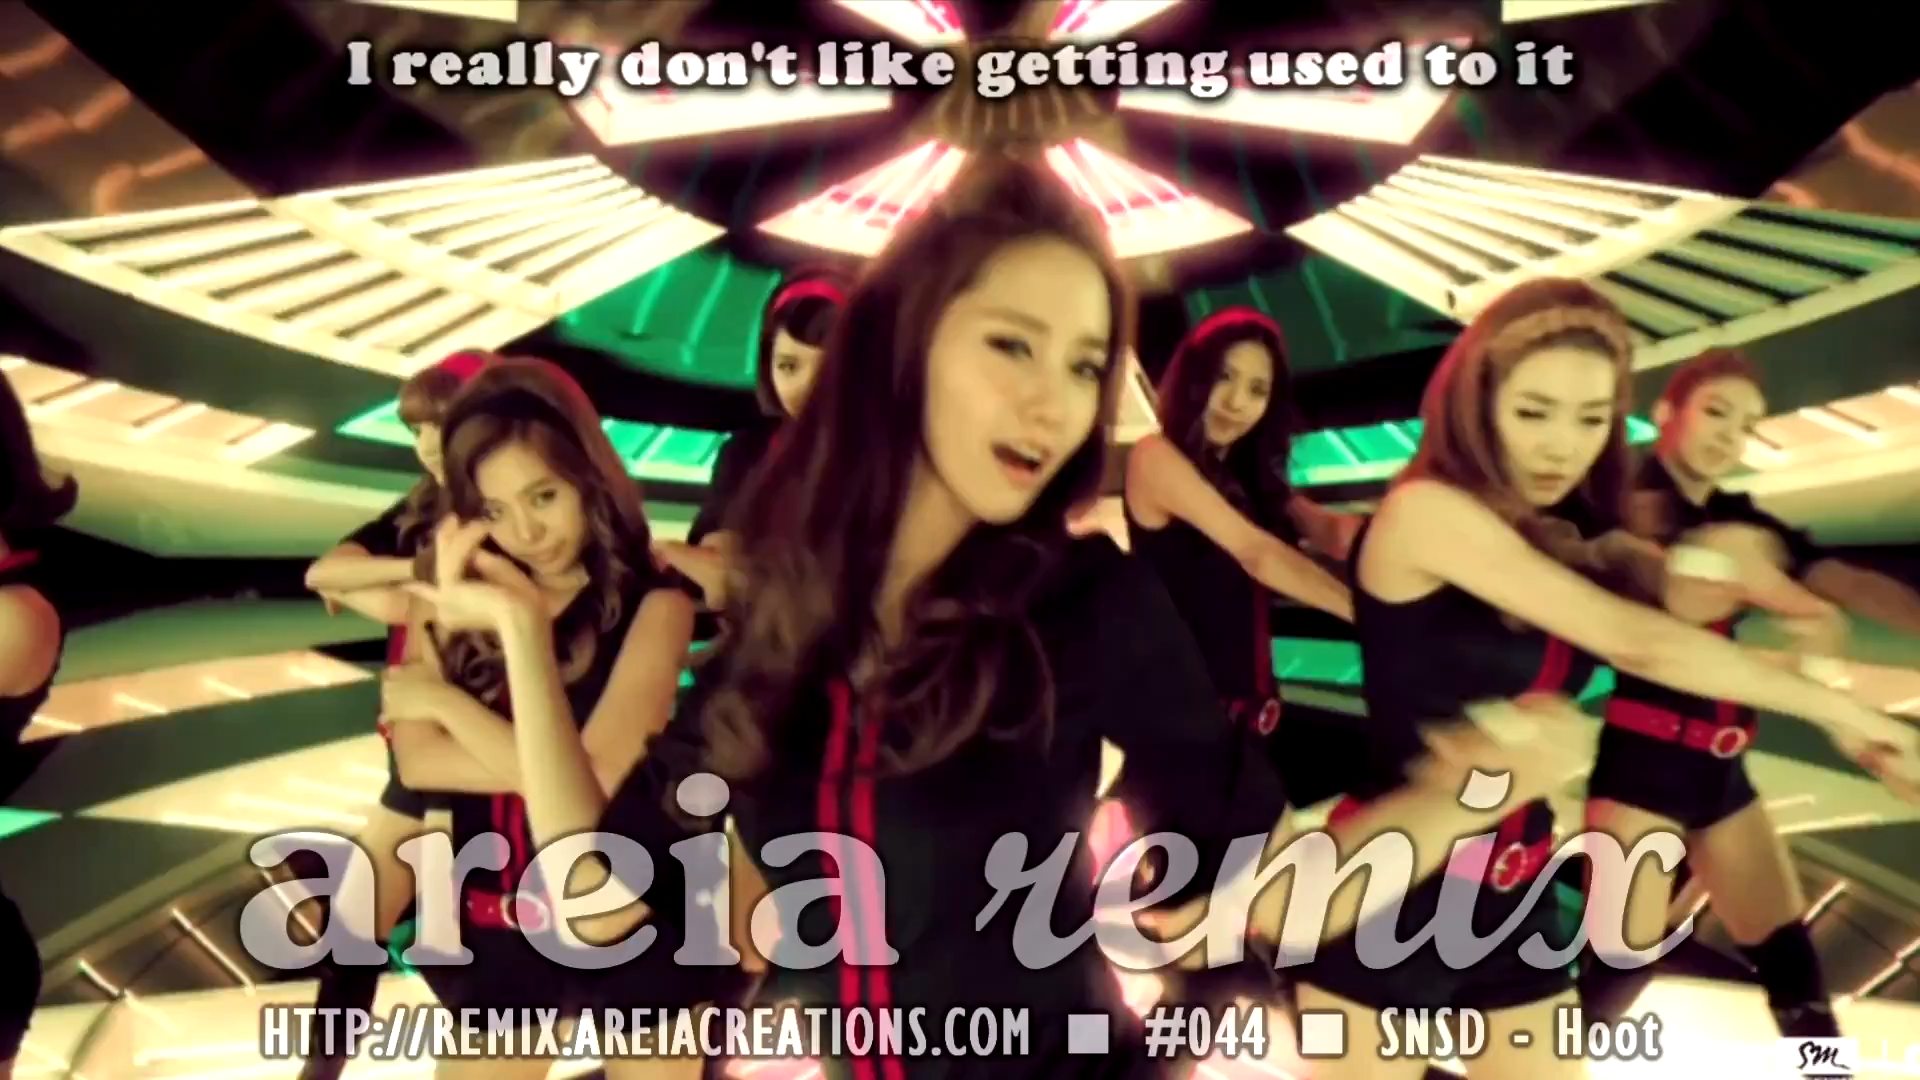 I really don't like getting used to it
areia remix
HTTP://REMIX.AREIACREATIONS.COM ■ #044 ■ SNSD - Hoot
SM